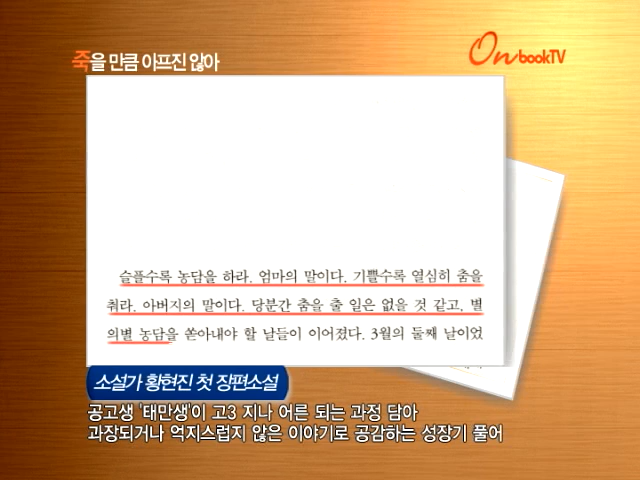 죽을 만큼 아프진 않아
On bookTV
슬플수록 농담을 하라. 엄마의 말이다. 기쁠수록 열심히 춤을
춰라. 아버지의 말이다. 당분간 춤을 출 일은 없을 것 같고, 별
의별 농담을 쏟아내야 할 날들이 이어졌다. 3월의 둘째 날이었
소설가 황현진 첫 장편소설
공고생 '태만생'이 고3 지나 어른 되는 과정 담아
과장되거나 억지스럽지 않은 이야기로 공감하는 성장기 풀어